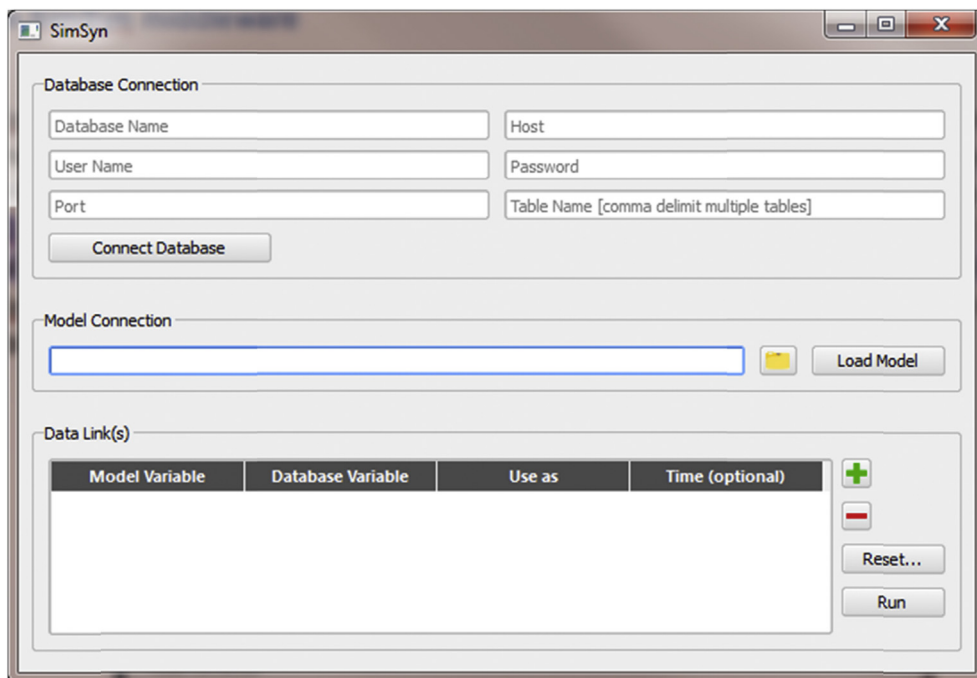 SimSyn
Database Connection
Database Name
Host
User Name
Password
Port
Table Name [comma delimit multiple tables]
Connect Database
Model Connection
Load Model
Data Link(s)
Model Variable Database Variable Use as Time (optional)
Reset...
Run